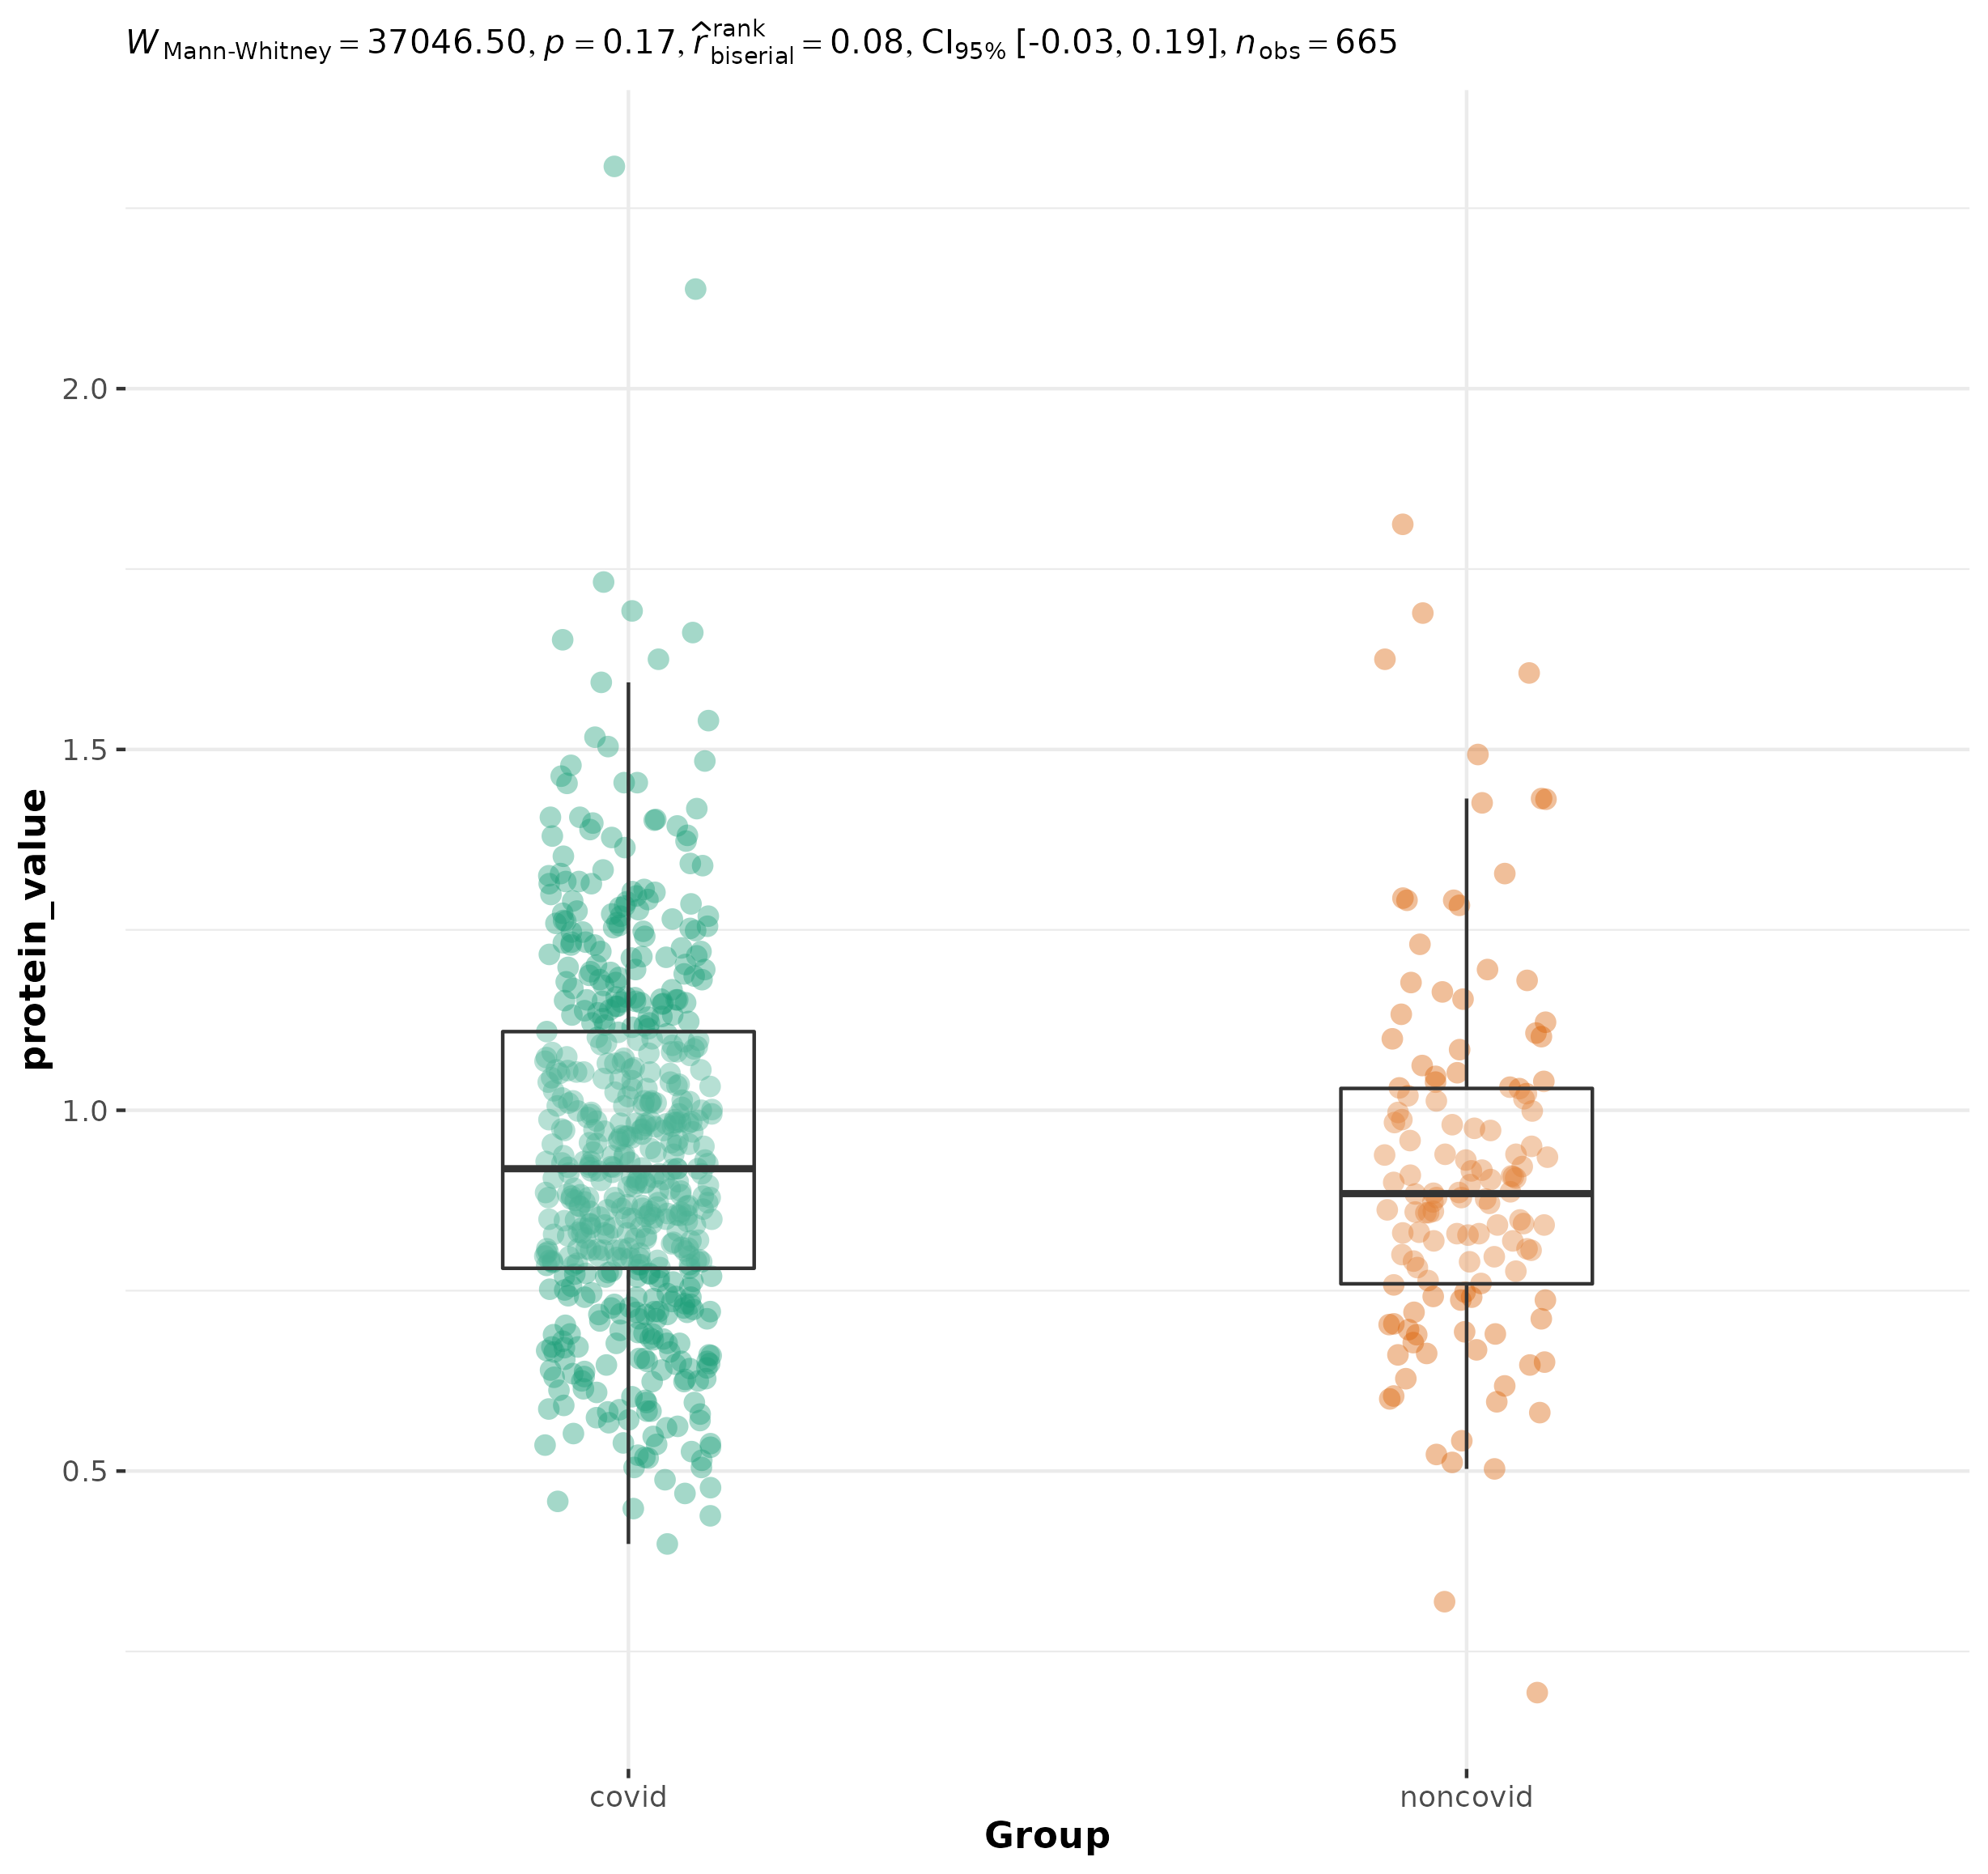 W Mann-Whitney = 37046.50, p = 0.17, r̂ rank biserial = 0.08, CI95% [-0.03, 0.19], nobs = 665
2.0
1.5
1.0
0.5
protein_value
covid
noncovid
Group